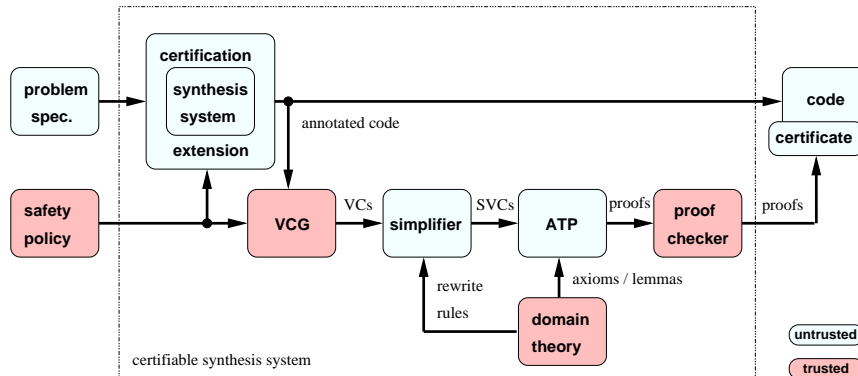 certification
problem
spec.
synthesis
system
extension
annotated code
code
certificate
safety
policy
VCG
VCs
simplifier
SVCs
ATP
proofs
proof
checker
proofs
rewrite
rules
axioms / lemmas
domain
theory
certifiable synthesis system
untrusted
trusted